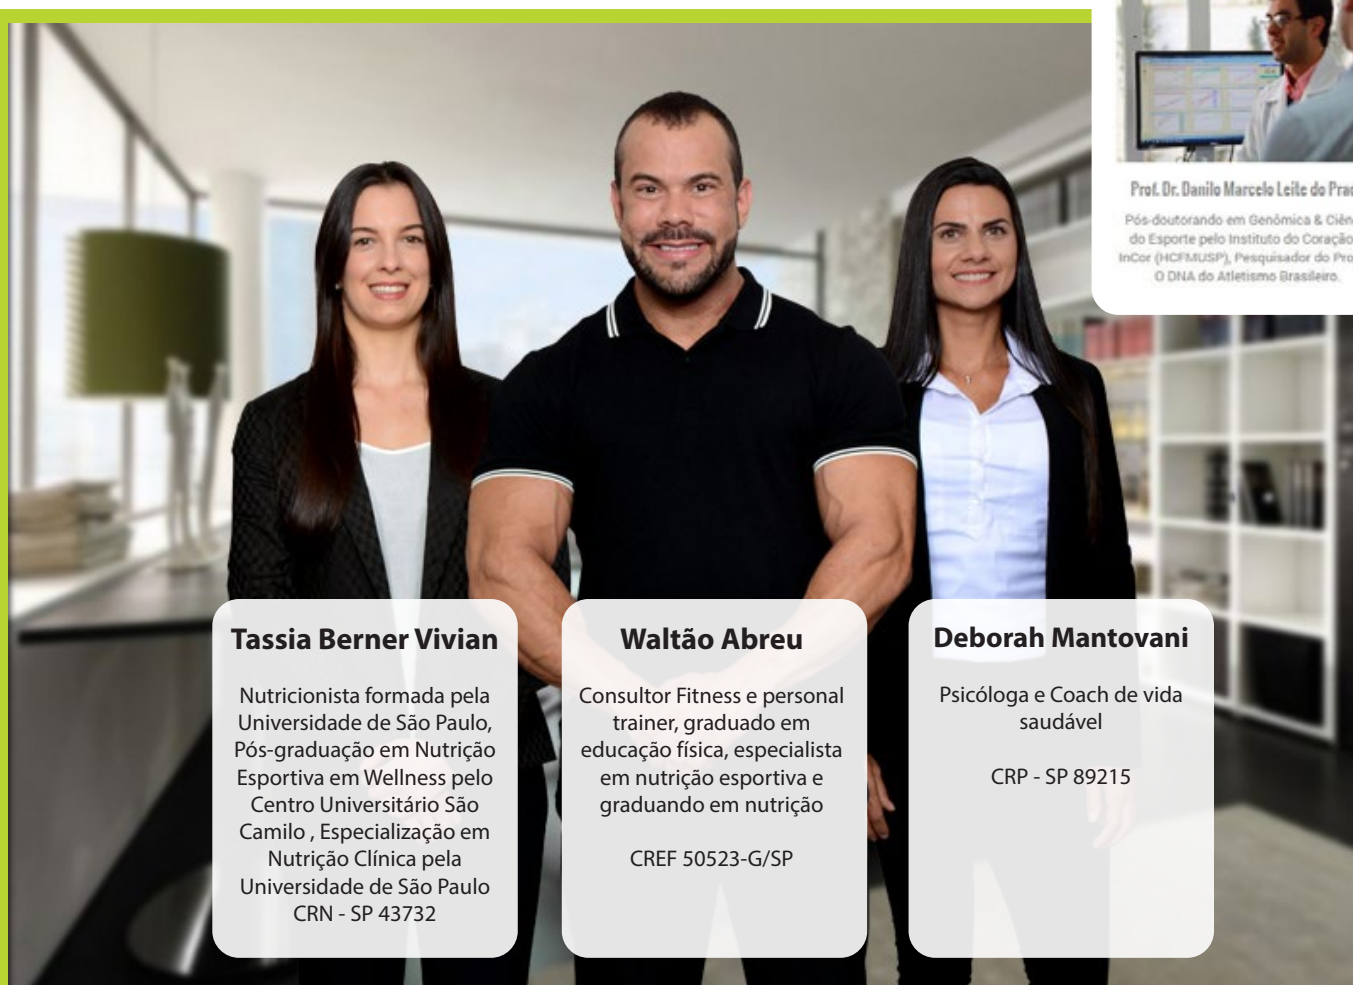 Prof. Dr. Danilo Marcelo Leite do
Pós-doutorando em Genômica &
do Esporte pelo Instituto do Coração
InCor (HCFMUSP), Pesquisador do
O DNA do Atletismo Brasileiro.
Tassia Berner Vivian
Nutricionista formada pela
Universidade de São Paulo,
Pós-graduação em Nutrição
Esportiva em Wellness pelo
Centro Universitário São
Camilo , Especialização em
Nutrição Clínica pela
Universidade de São Paulo
CRN - SP 43732
Waltão Abreu
Consultor Fitness e personal
trainer, graduado em
educação física, especialista
em nutrição esportiva e
graduando em nutrição
CREF 50523-G/SP
Deborah Mantovani
Psicóloga e Coach de vida
saudável
CRP - SP 89215